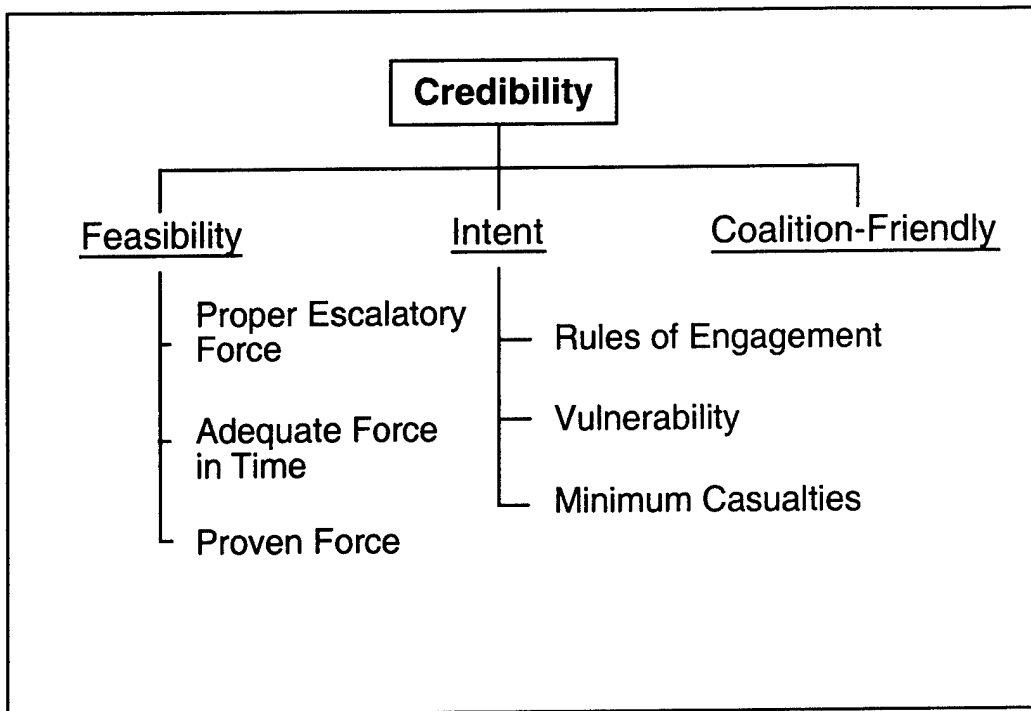 Credibility
Feasibility
Intent
Coalition-Friendly
Proper Escalatory
Force
Adequate Force
in Time
Proven Force
Rules of Engagement
Vulnerability
Minimum Casualties